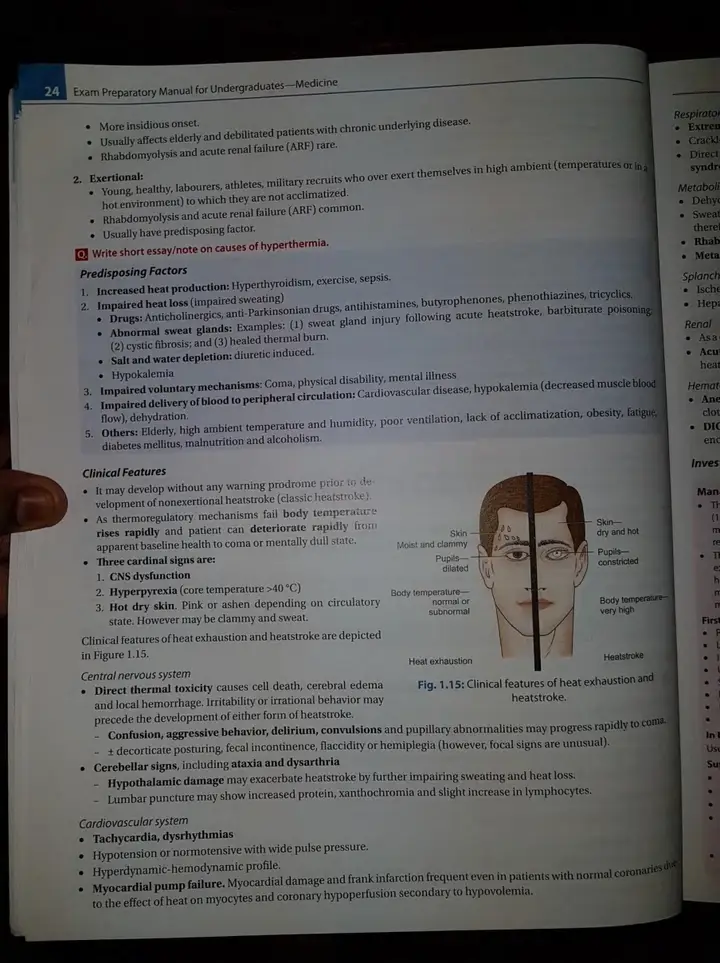 24 Exam Preparatory Manual for Undergraduates—Medicine
• More insidious onset.
• Usually affects elderly and debilitated patients with chronic underlying disease.
• Rhabdomyolysis and acute renal failure (ARF) rare.
2. Exertional:
• Young, healthy, labourers, athletes, military recruits who over exert themselves in high ambient (temperatures or in a
hot environment) to which they are not acclimatized.
• Rhabdomyolysis and acute renal failure (ARF) common.
• Usually have predisposing factor.
Q. Write short essay/note on causes of hyperthermia.
Predisposing Factors
1. Increased heat production: Hyperthyroidism, exercise, sepsis.
2. Impaired heat loss (impaired sweating)
• Drugs: Anticholinergics, anti-Parkinsonian drugs, antihistamines, butyrophenones, phenothiazines, tricyclics.
• Abnormal sweat glands: Examples: (1) sweat gland injury following acute heatstroke, barbiturate poisoning;
(2) cystic fibrosis; and (3) healed thermal burn.
• Salt and water depletion: diuretic induced.
• Hypokalemia
3. Impaired voluntary mechanisms: Coma, physical disability, mental illness
4. Impaired delivery of blood to peripheral circulation: Cardiovascular disease, hypokalemia (decreased muscle blood
flow), dehydration.
5. Others: Elderly, high ambient temperature and humidity, poor ventilation, lack of acclimatization, obesity, fatigue,
diabetes mellitus, malnutrition and alcoholism.
Clinical Features
• It may develop without any warning prodrome prior to de-
velopment of nonexertional heatstroke (classic heatstroke).
• As thermoregulatory mechanisms fail body temperature
rises rapidly and patient can deteriorate rapidly from
apparent baseline health to coma or mentally dull state.
• Three cardinal signs are:
1. CNS dysfunction
2. Hyperpyrexia (core temperature >40 °C)
3. Hot dry skin. Pink or ashen depending on circulatory
state. However may be clammy and sweat.
Clinical features of heat exhaustion and heatstroke are depicted
in Figure 1.15.
Skin
Moist and clammy
Pupils—
dilated
Body temperature—
normal or
subnormal
Heat exhaustion
Skin—
dry and hot
Pupils—
constricted
Body temperature—
very high
Heatstroke
Fig. 1.15: Clinical features of heat exhaustion and
heatstroke.
Central nervous system
• Direct thermal toxicity causes cell death, cerebral edema
and local hemorrhage. Irritability or irrational behavior may
precede the development of either form of heatstroke.
– Confusion, aggressive behavior, delirium, convulsions and pupillary abnormalities may progress rapidly to coma.
– ± decorticate posturing, fecal incontinence, flaccidity or hemiplegia (however, focal signs are unusual).
• Cerebellar signs, including ataxia and dysarthria
– Hypothalamic damage may exacerbate heatstroke by further impairing sweating and heat loss.
– Lumbar puncture may show increased protein, xanthochromia and slight increase in lymphocytes.
Cardiovascular system
• Tachycardia, dysrhythmias
• Hypotension or normotensive with wide pulse pressure.
• Hyperdynamic-hemodynamic profile.
• Myocardial pump failure. Myocardial damage and frank infarction frequent even in patients with normal coronaries due
to the effect of heat on myocytes and coronary hypoperfusion secondary to hypovolemia.
• Direct
Renal
• Acu
Inves